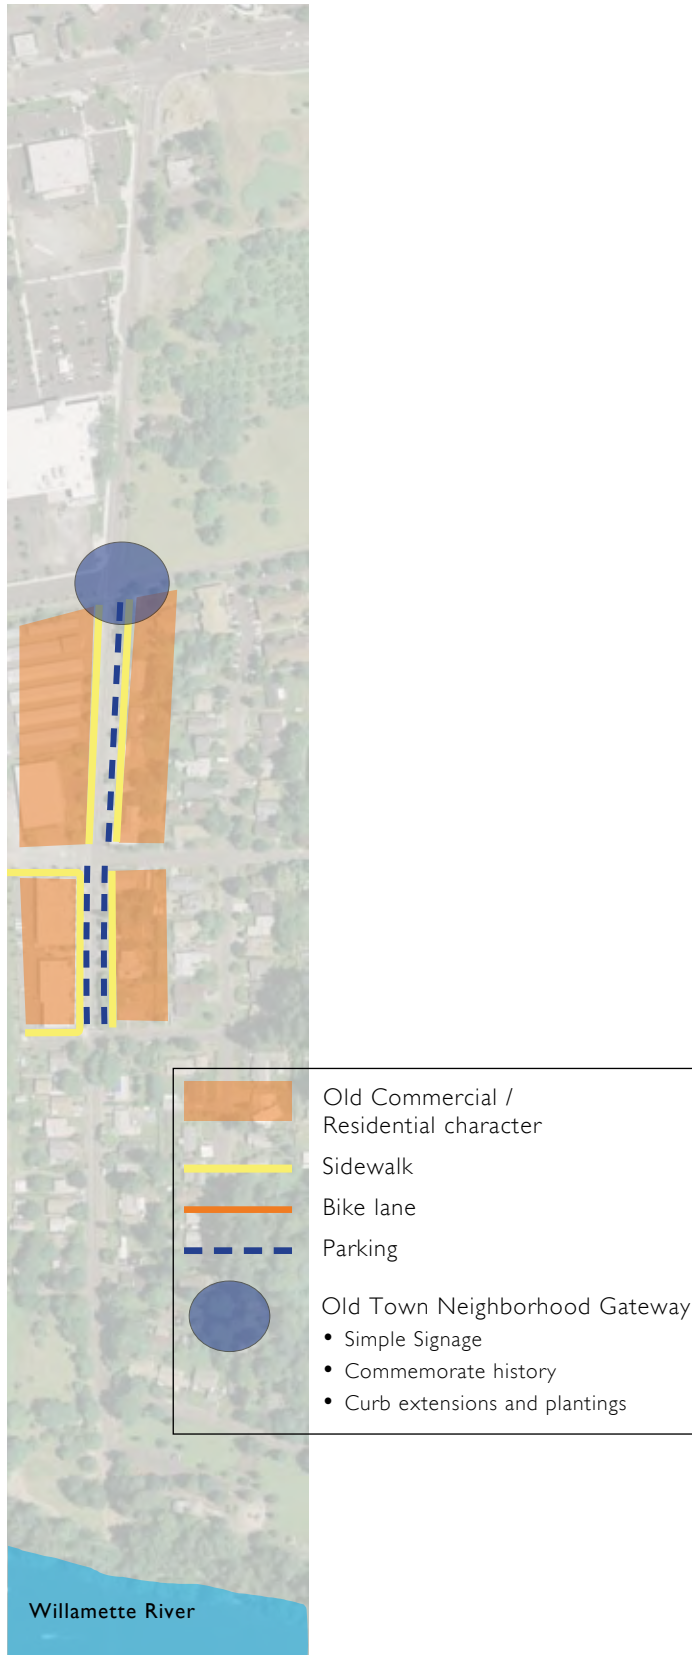 Old Commercial /
Residential character
Sidewalk
Bike lane
Parking
Old Town Neighborhood Gateway
• Simple Signage
• Commemorate history
• Curb extensions and plantings
Willamette River